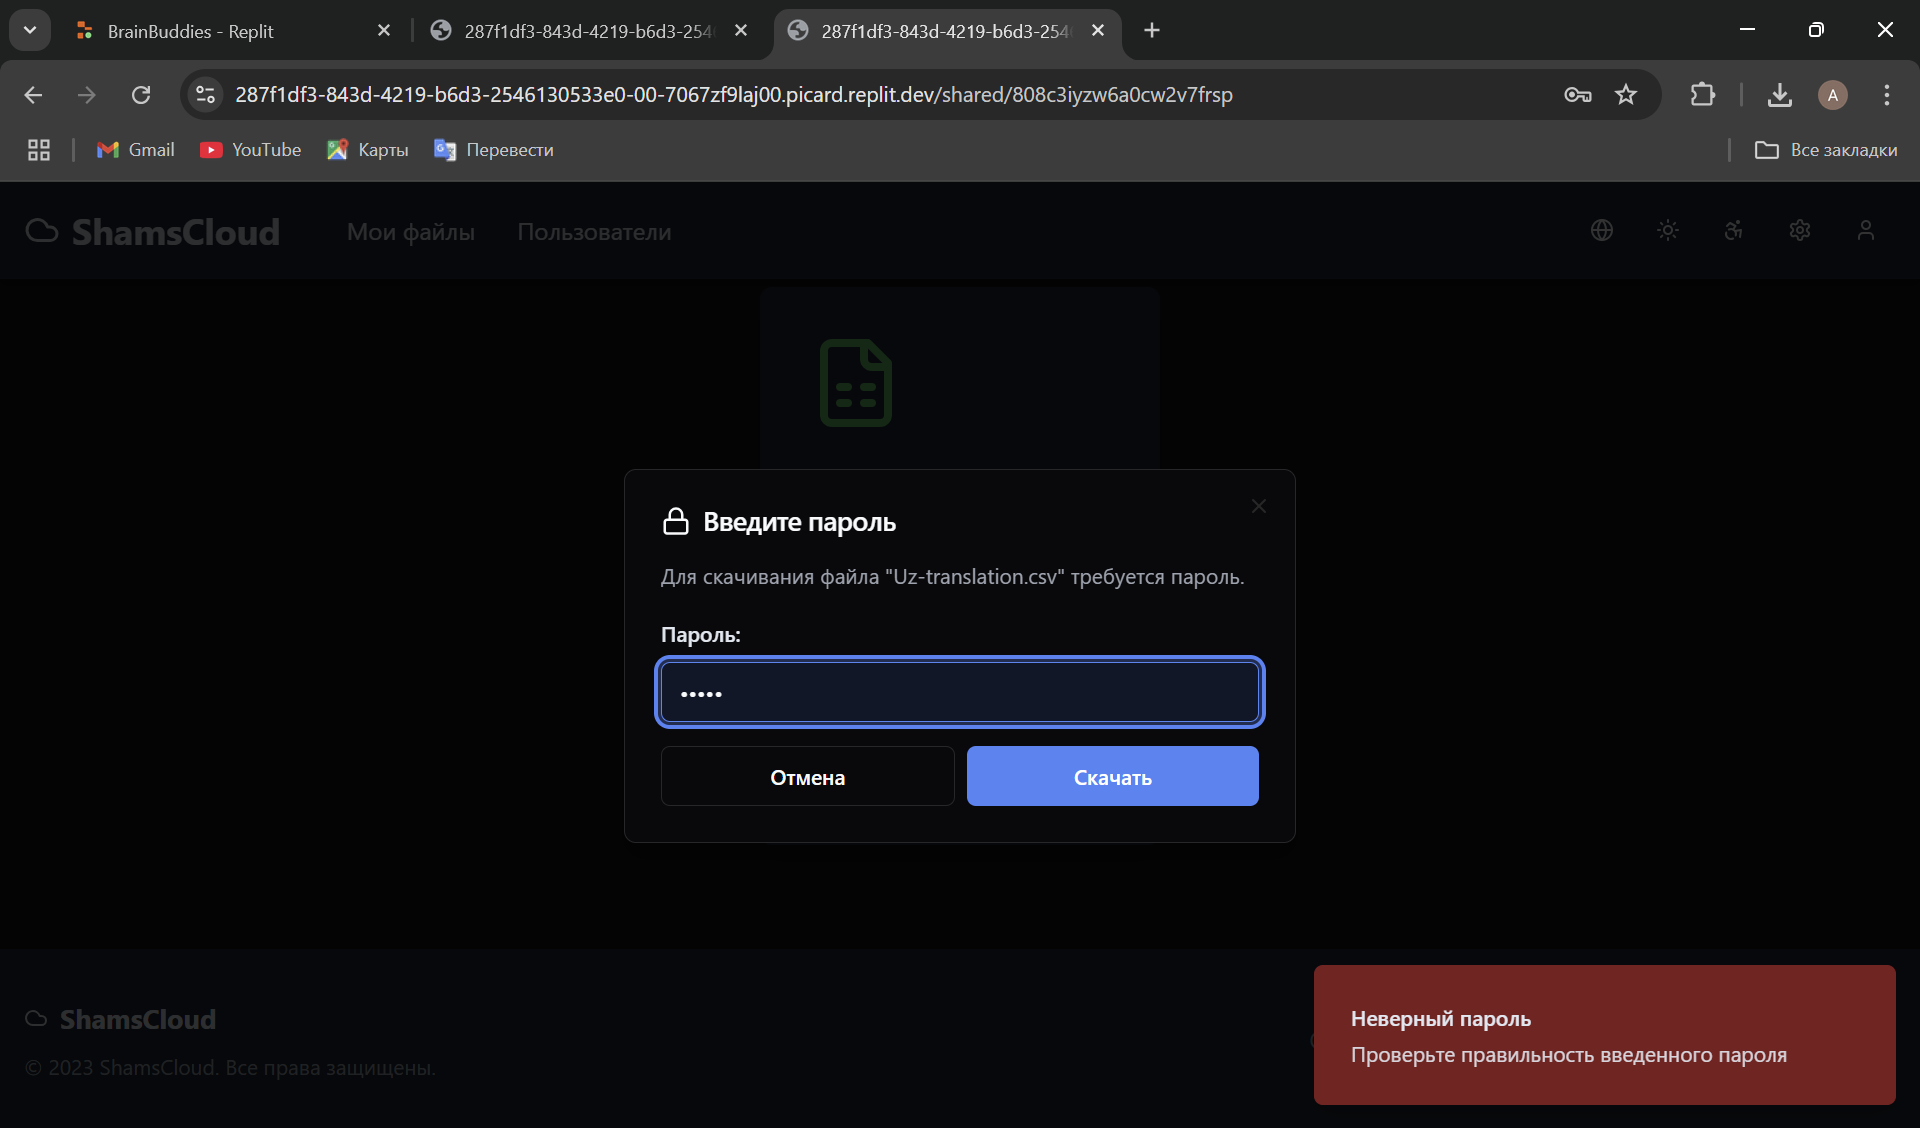 BrainBuddies - Replit
287f1df3-843d-4219-b6d3-254
287f1df3-843d-4219-b6d3-254
287f1df3-843d-4219-b6d3-2546130533e0-00-7067zf9laj00.picard.replit.dev/shared/808c3iyzw6a0cw2v7frsp
A
Gmail
YouTube
Карты
Перевести
Все закладки
ShamsCloud
Мои файлы
Пользователи
Введите пароль
Для скачивания файла "Uz-translation.csv" требуется пароль.
Пароль:
•••••
Отмена
Скачать
ShamsCloud
© 2023 ShamsCloud. Все права защищены.
Неверный пароль
Проверьте правильность введенного пароля